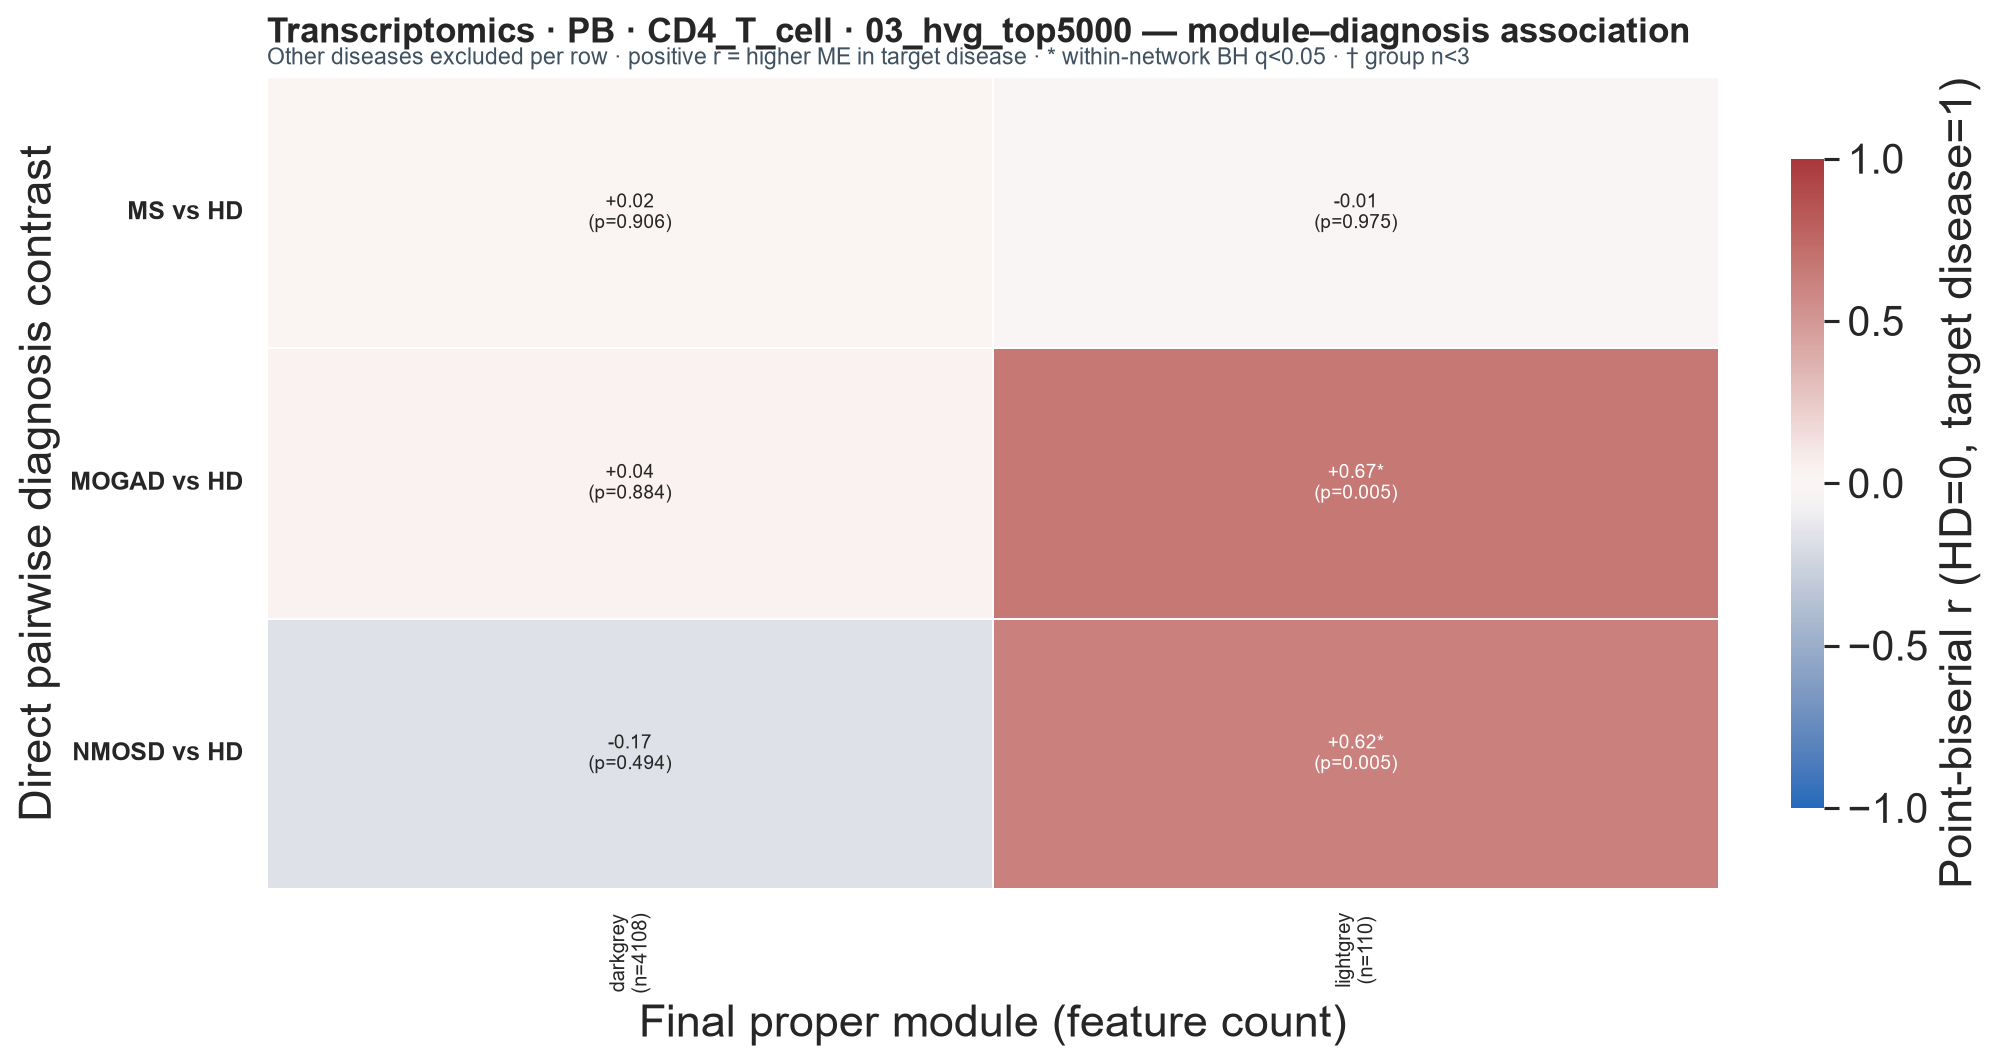 Transcriptomics · PB · CD4_T_cell · 03_hvg_top5000 — module–diagnosis association
Other diseases excluded per row · positive r = higher ME in target disease · * within-network BH q<0.05 · † group n<3
Direct pairwise diagnosis contrast
MS vs HD
+0.02
(p=0.906)
-0.01
(p=0.975)
MOGAD vs HD
+0.04
(p=0.884)
+0.67*
(p=0.005)
NMOSD vs HD
-0.17
(p=0.494)
+0.62*
(p=0.005)
darkgrey
(n=4108)
lightgrey
(n=110)
Final proper module (feature count)
1.0
0.5
0.0
−0.5
−1.0
Point-biserial r (HD=0, target disease=1)